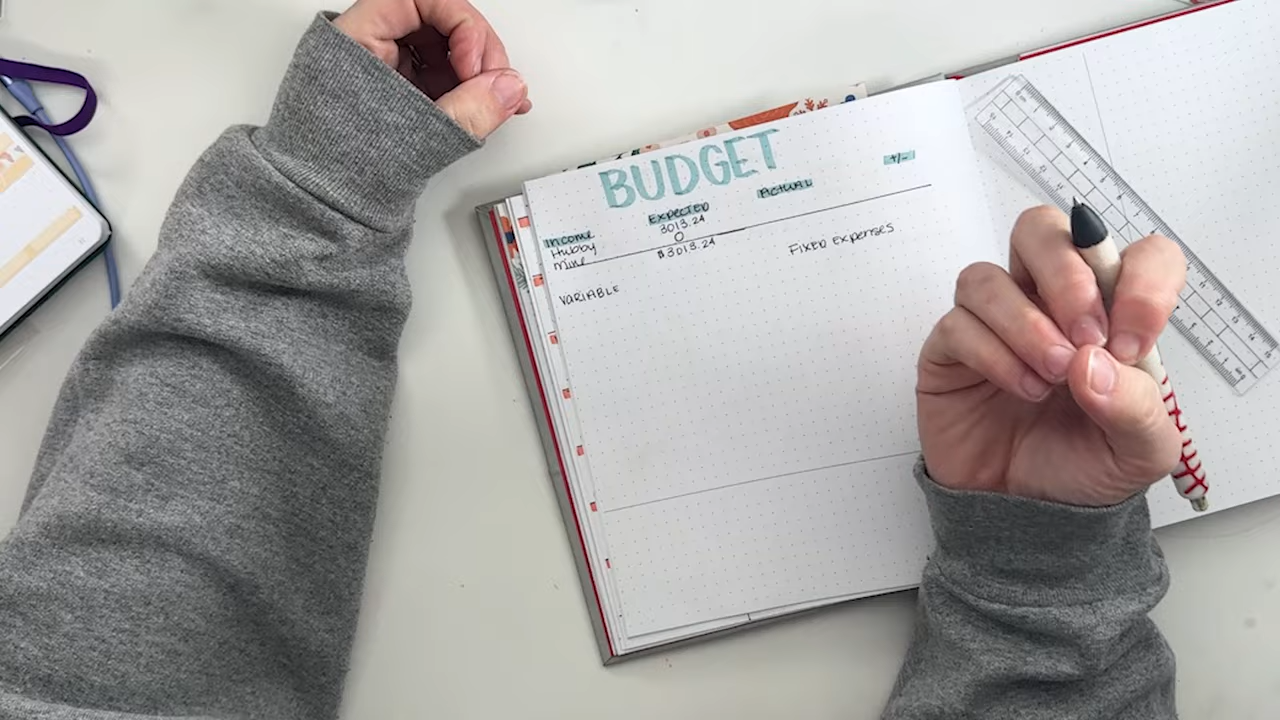 BUDGET
EXPECTED ACTUAL +/-
Income
Hubby 3013.24
Mine 0
$3013.24
VARIABLE FIXED EXPENSES